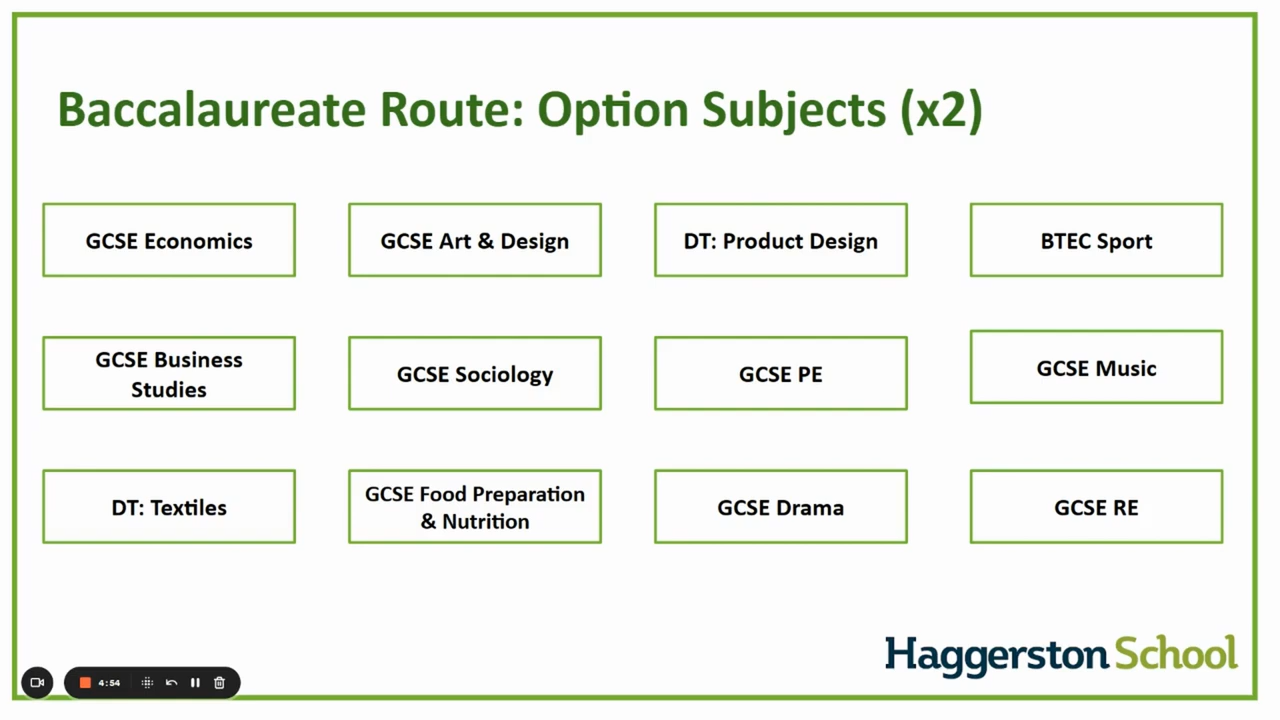 Baccalaureate Route: Option Subjects (x2)
GCSE Economics
GCSE Art & Design
DT: Product Design
BTEC Sport
GCSE Business
Studies
GCSE Sociology
GCSE PE
GCSE Music
DT: Textiles
GCSE Food Preparation
& Nutrition
GCSE Drama
GCSE RE
Haggerston School
4:54